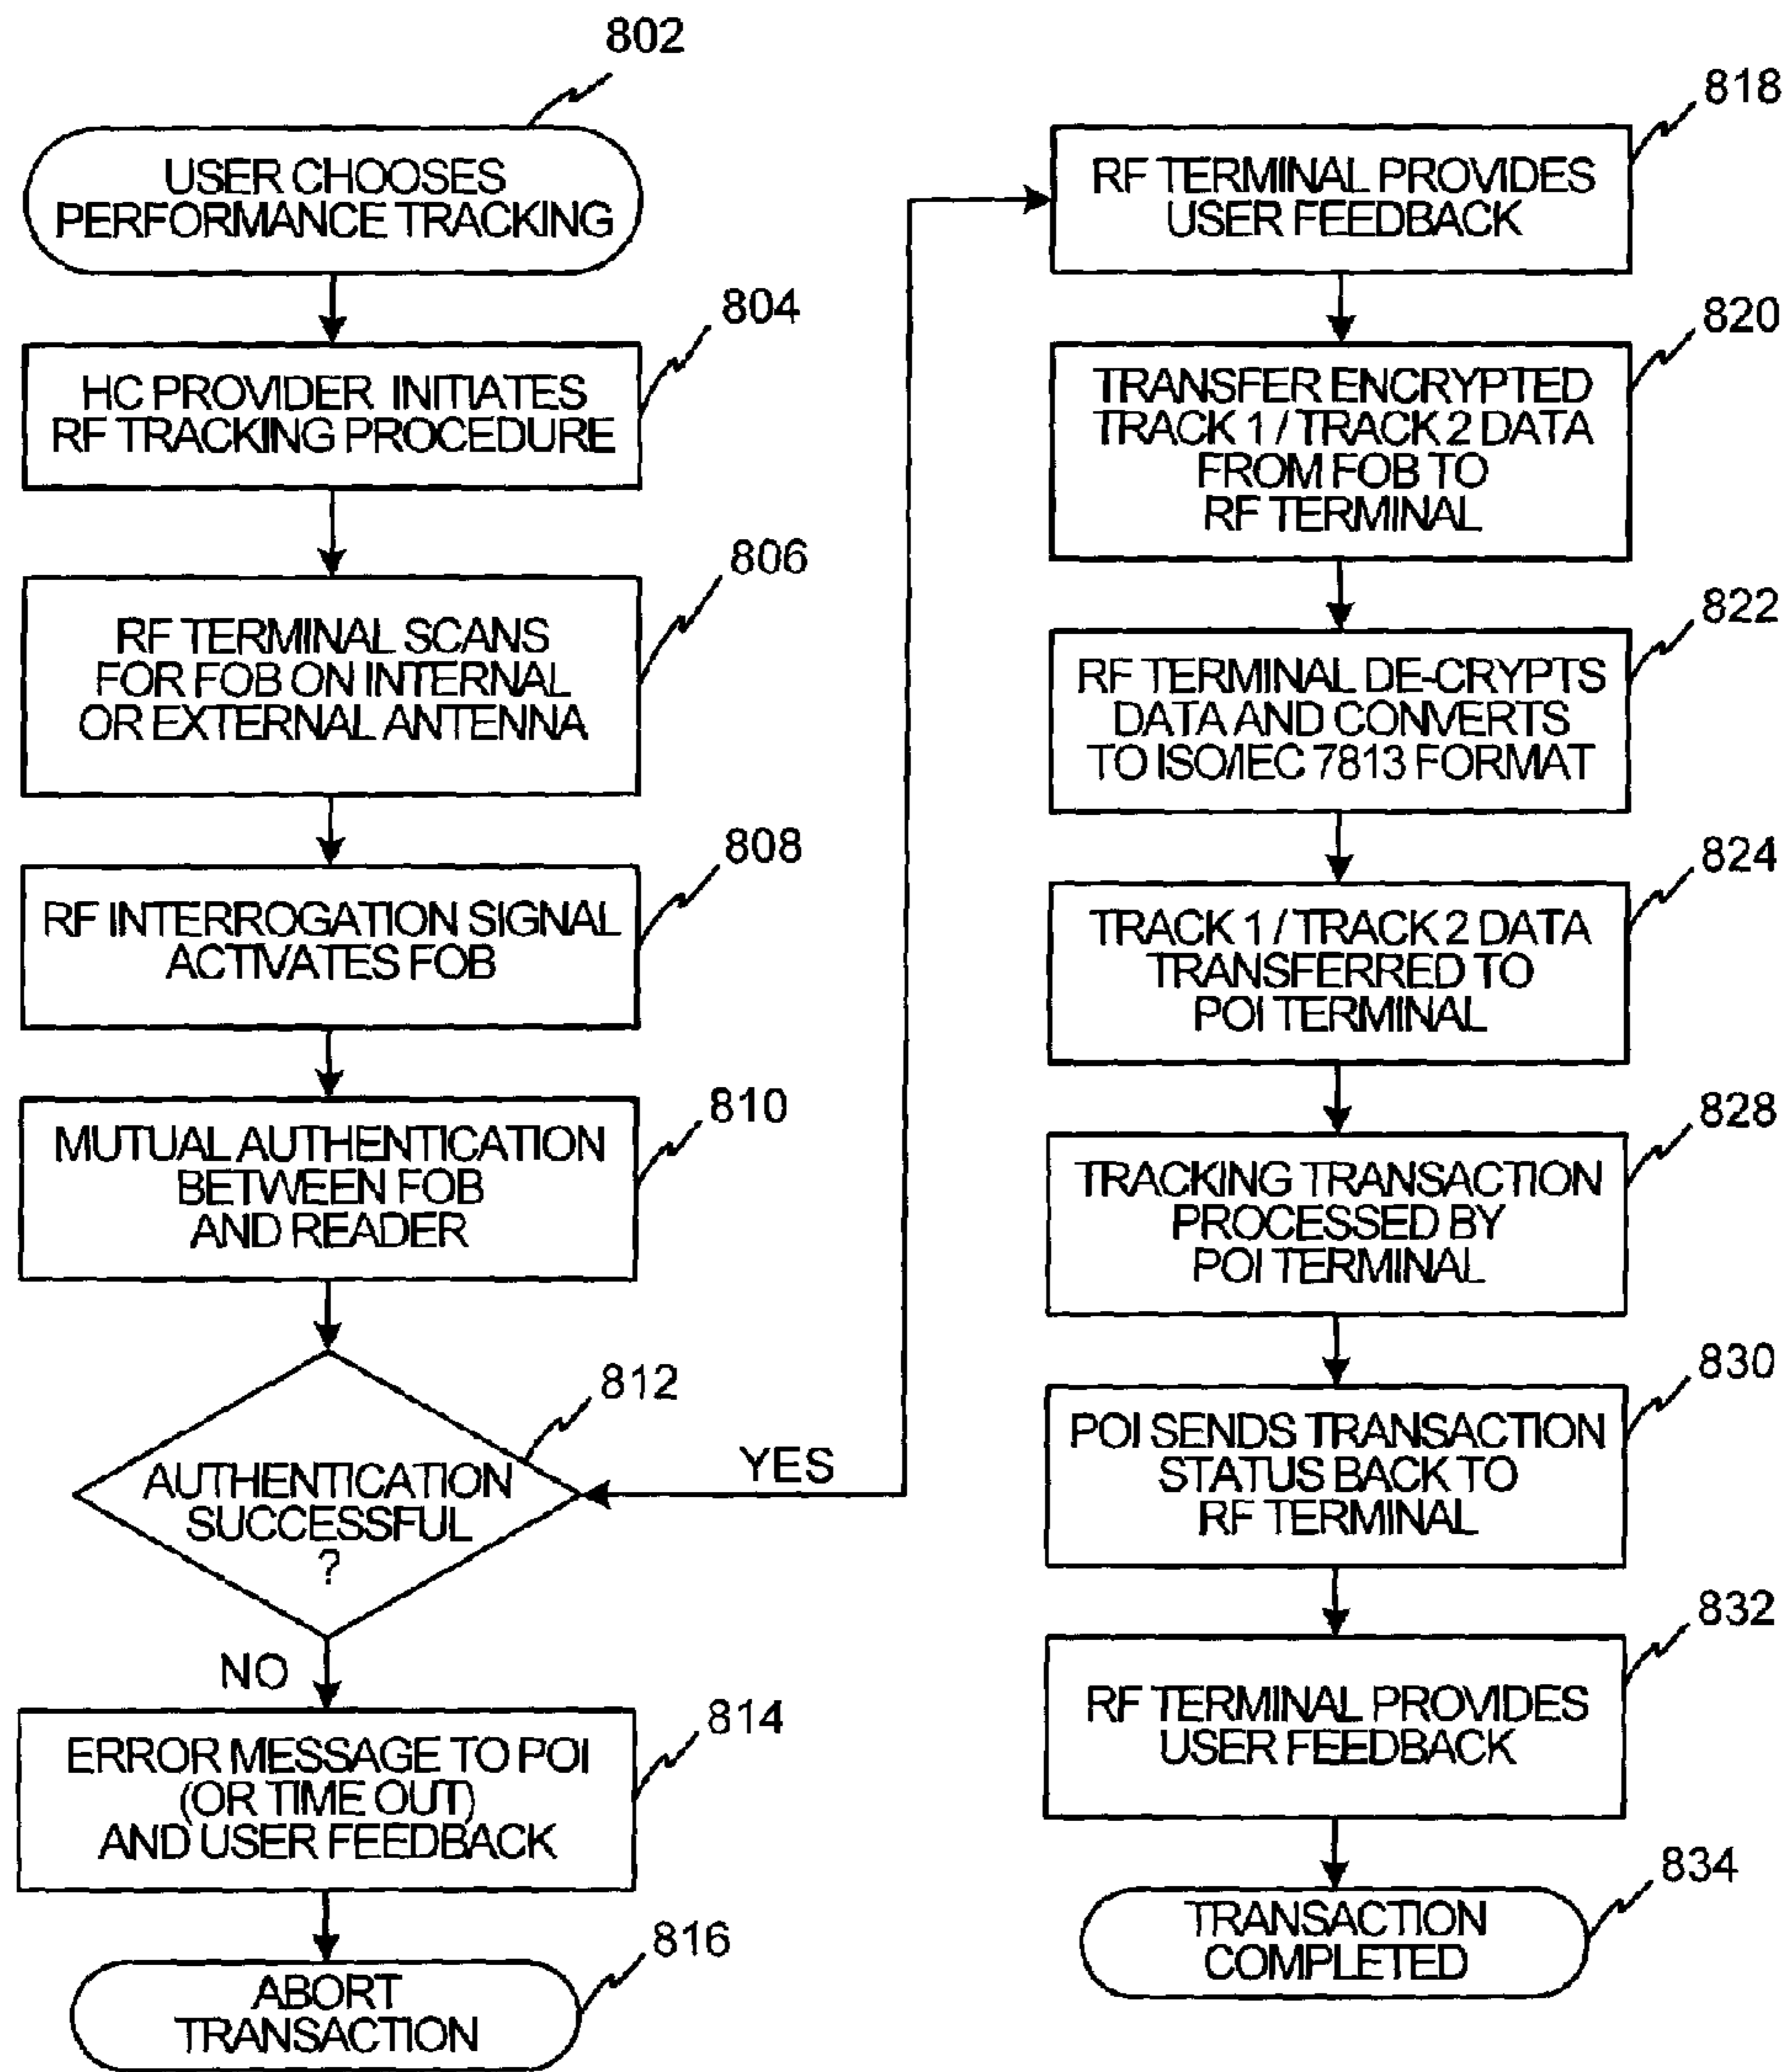 802
USER CHOOSES
PERFORMANCE TRACKING
804
HC PROVIDER INITIATES
RF TRACKING PROCEDURE
806
RF TERMINAL SCANS
FOR FOB ON INTERNAL
OR EXTERNAL ANTENNA
808
RF INTERROGATION SIGNAL
ACTIVATES FOB
810
MUTUAL AUTHENTICATION
BETWEEN FOB
AND READER
812
AUTHENTICATION
SUCCESSFUL
?
YES
NO
814
ERROR MESSAGE TO POI
(OR TIME OUT)
AND USER FEEDBACK
816
ABORT
TRANSACTION
818
RF TERMINAL PROVIDES
USER FEEDBACK
820
TRANSFER ENCRYPTED
TRACK 1 / TRACK 2 DATA
FROM FOB TO
RF TERMINAL
822
RF TERMINAL DE-CRYPTS
DATA AND CONVERTS
TO ISO/IEC 7813 FORMAT
824
TRACK 1 / TRACK 2 DATA
TRANSFERRED TO
POI TERMINAL
828
TRACKING TRANSACTION
PROCESSED BY
POI TERMINAL
830
POI SENDS TRANSACTION
STATUS BACK TO
RF TERMINAL
832
RF TERMINAL PROVIDES
USER FEEDBACK
834
TRANSACTION
COMPLETED